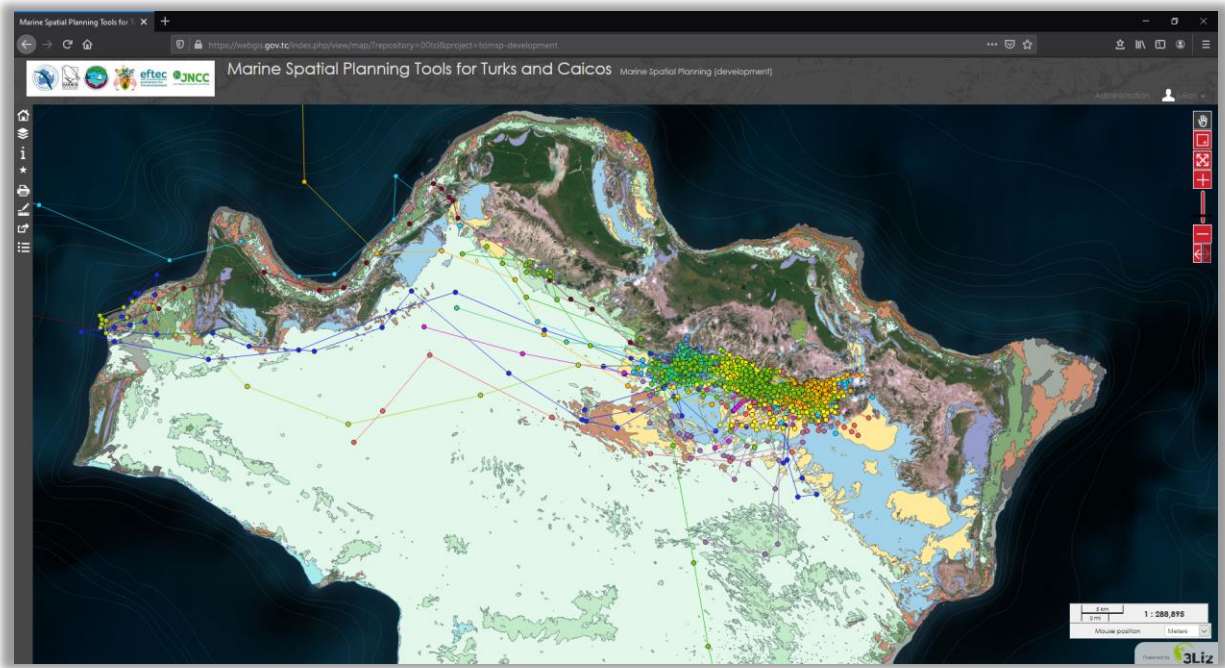 Marine Spatial Planning Tools for Tu
https://webgis.gov.tc/index.php/view/map/?repository=00tci&project=tcimsp-development
eftec
JNCC
Marine Spatial Planning Tools for Turks and Caicos Marine Spatial Planning (development)
Administration julian
5 km
5 mi
1 : 288,895
Mouse position Meters
Powered by 3Liz